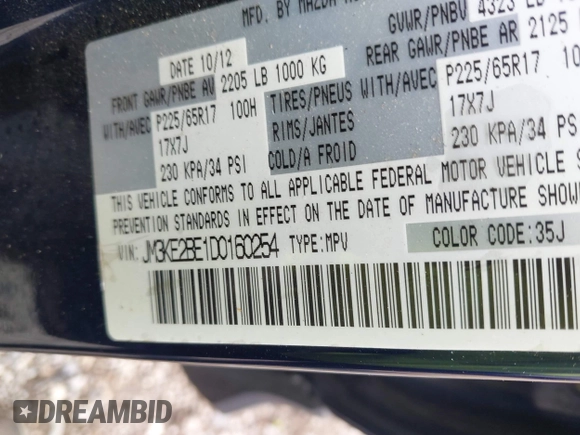 MFD. BY MAZDA
GVWR/PNBV 4323 LB
DATE 10/12
FRONT GAWR/PNBE AV 2205 LB 1000 KG
REAR GAWR/PNBE AR 2125
WITH/AVEC P225/65R17 100H TIRES/PNEUS WITH/AVEC P225/65R17 10
17X7J RIMS/JANTES 17X7J
230 KPA/34 PSI COLD/A FROID 230 KPA/34 PSI
THIS VEHICLE CONFORMS TO ALL APPLICABLE FEDERAL MOTOR VEHICLE
PREVENTION STANDARDS IN EFFECT ON THE DATE OF MANUFACTURE SHOW
VIN: JM3KE2BE1D0160254 TYPE:MPV COLOR CODE:35J
DREAMBID